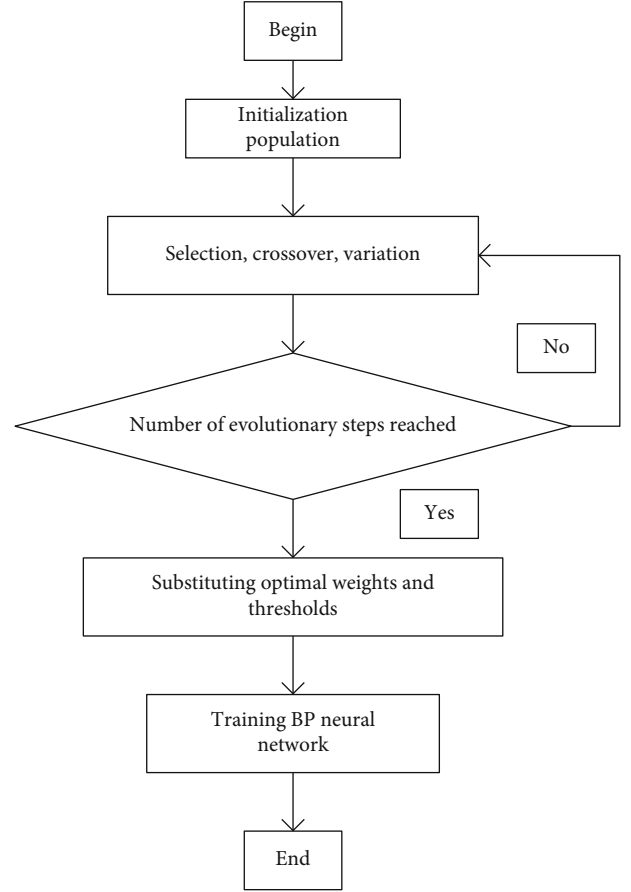 Begin
Initialization
population
Selection, crossover, variation
No
Number of evolutionary steps reached
Yes
Substituting optimal weights and
thresholds
Training BP neural
network
End